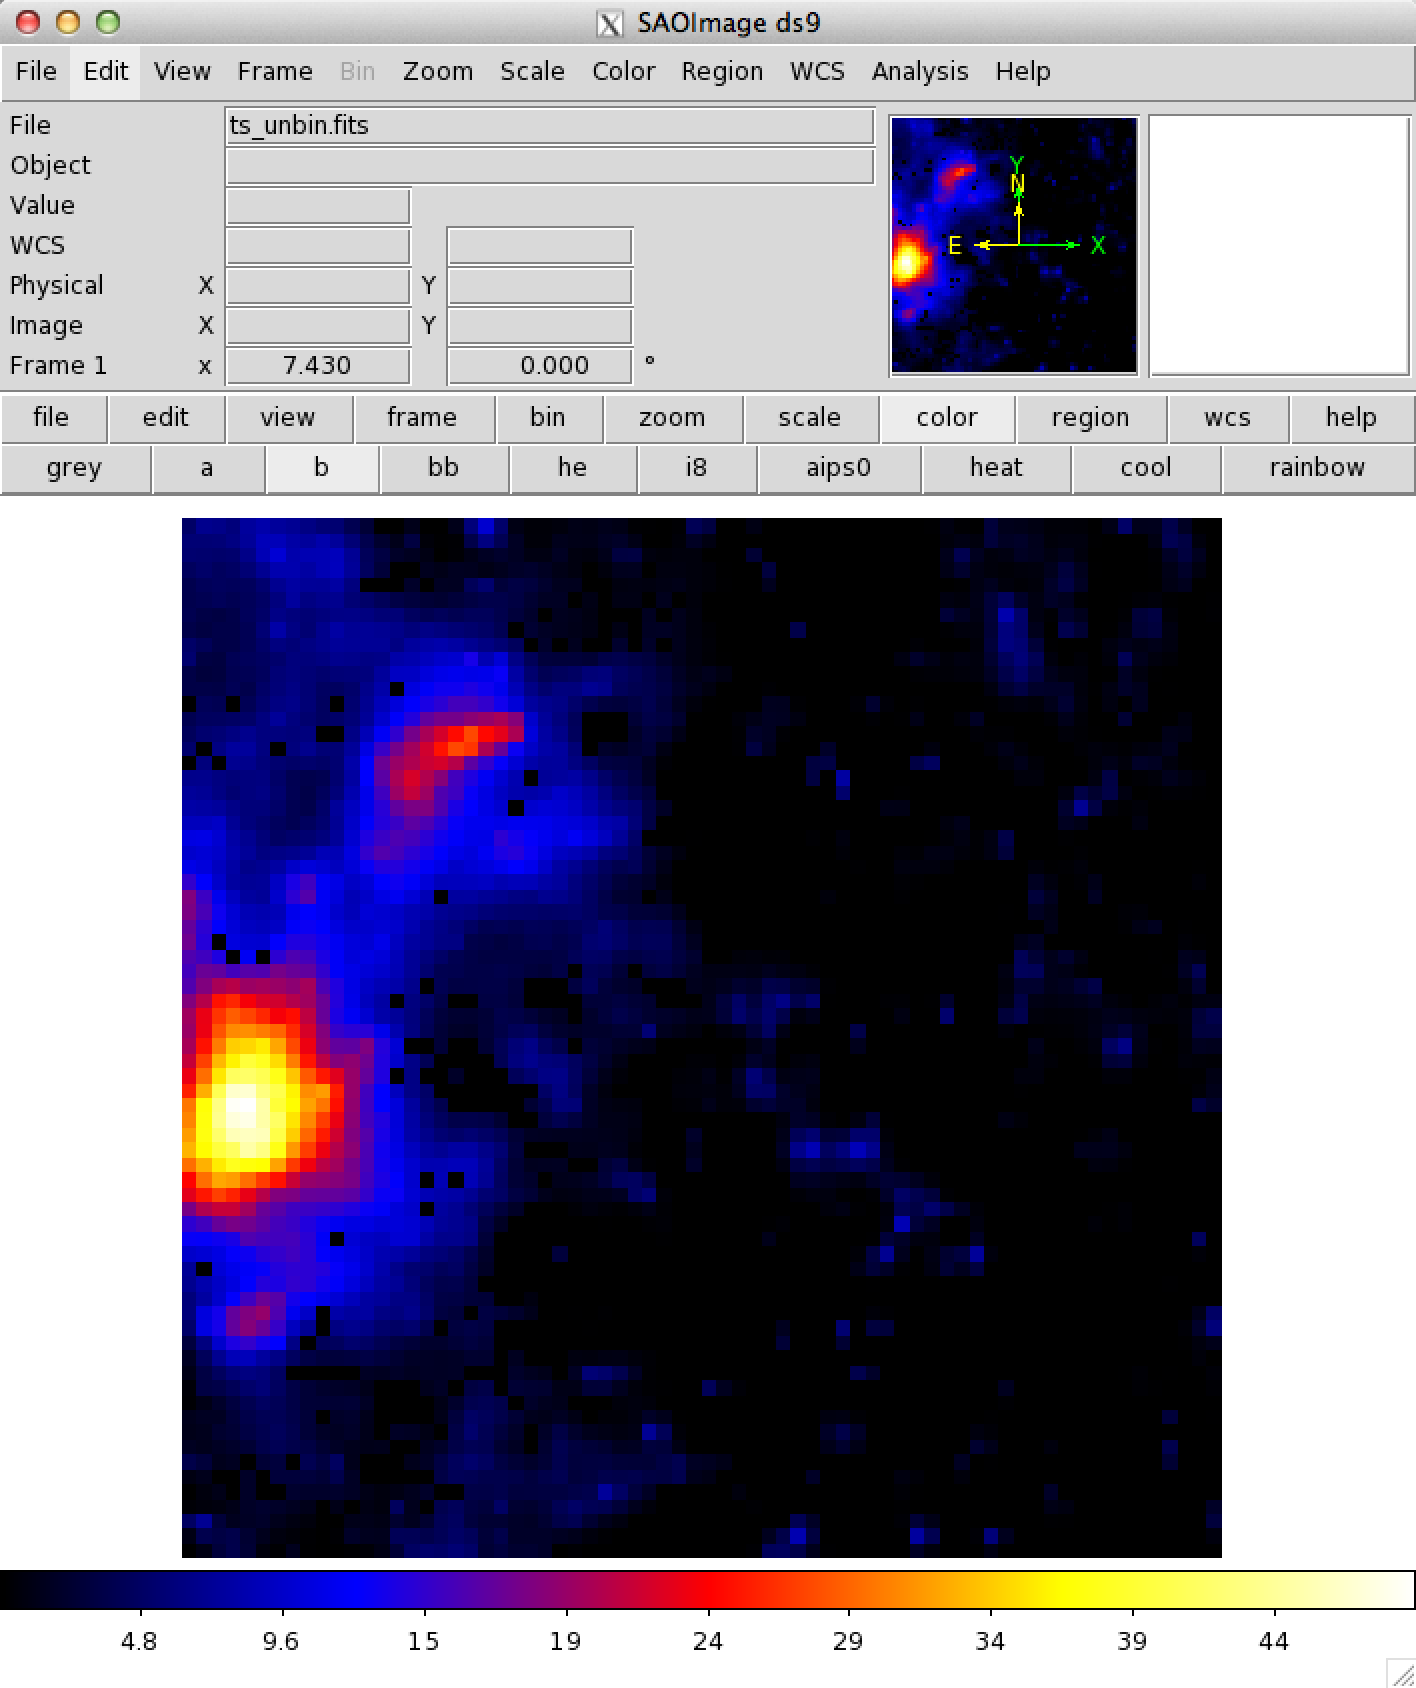 SAOImage ds9
File Edit View Frame Bin Zoom Scale Color Region WCS Analysis Help
File ts_unbin.fits
Object
Value
WCS
Physical X Y
Image X Y
Frame 1 x 7.430 0.000 °
Y
N
E X
file edit view frame bin zoom scale color region wcs help
grey a b bb he i8 aips0 heat cool rainbow
4.8 9.6 15 19 24 29 34 39 44